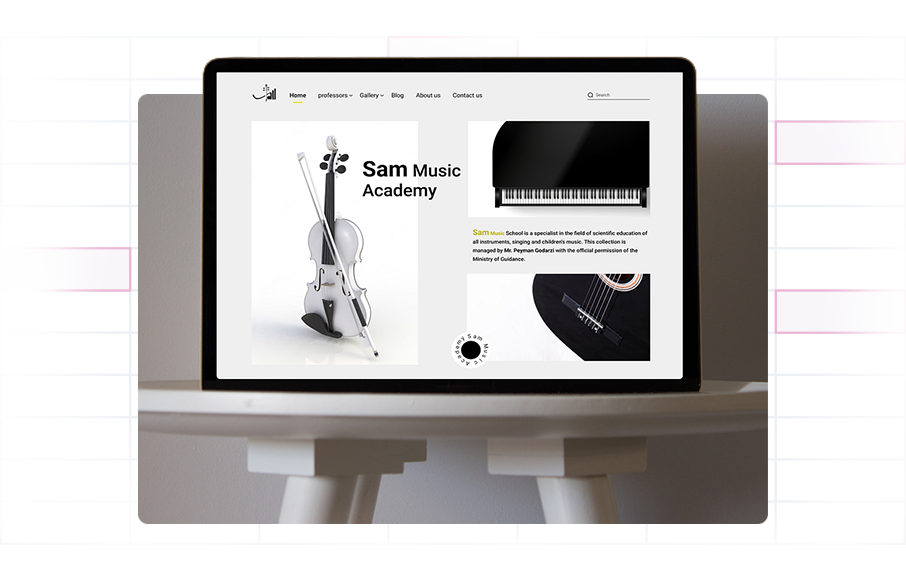 Home
professors
Gallery
Blog
About us
Contact us
Search
Sam Music
Academy
Sam Music School is a specialist in the field of scientific education of
all instruments, singing and children's music. This collection is
managed by Mr. Peyman Godarzi with the official permission of the
Ministry of Guidance.
Sam Music Academy